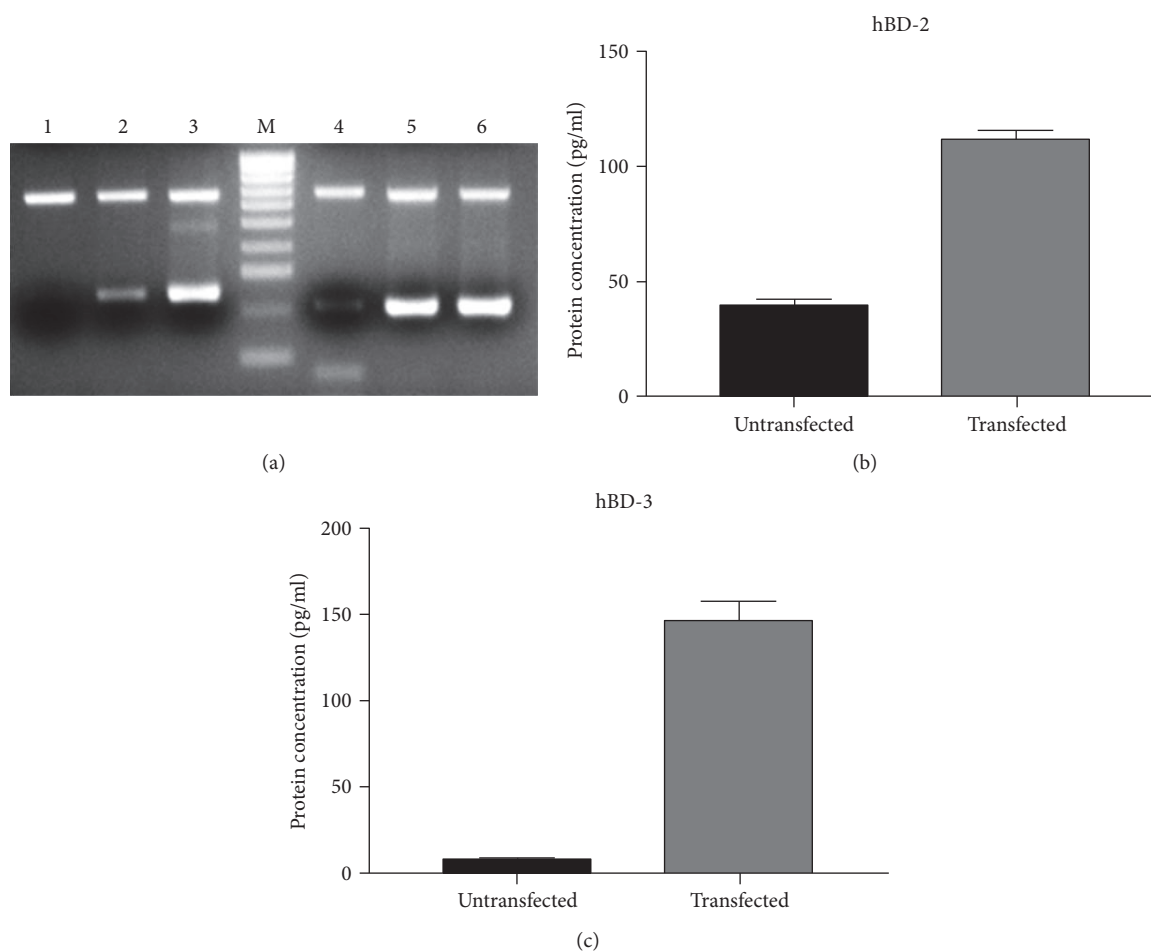 1 2 3 M 4 5 6
(a)
hBD-2
Protein concentration (pg/ml)
150
100
50
0
Untransfected Transfected
(b)
hBD-3
Protein concentration (pg/ml)
200
150
100
50
0
Untransfected Transfected
(c)